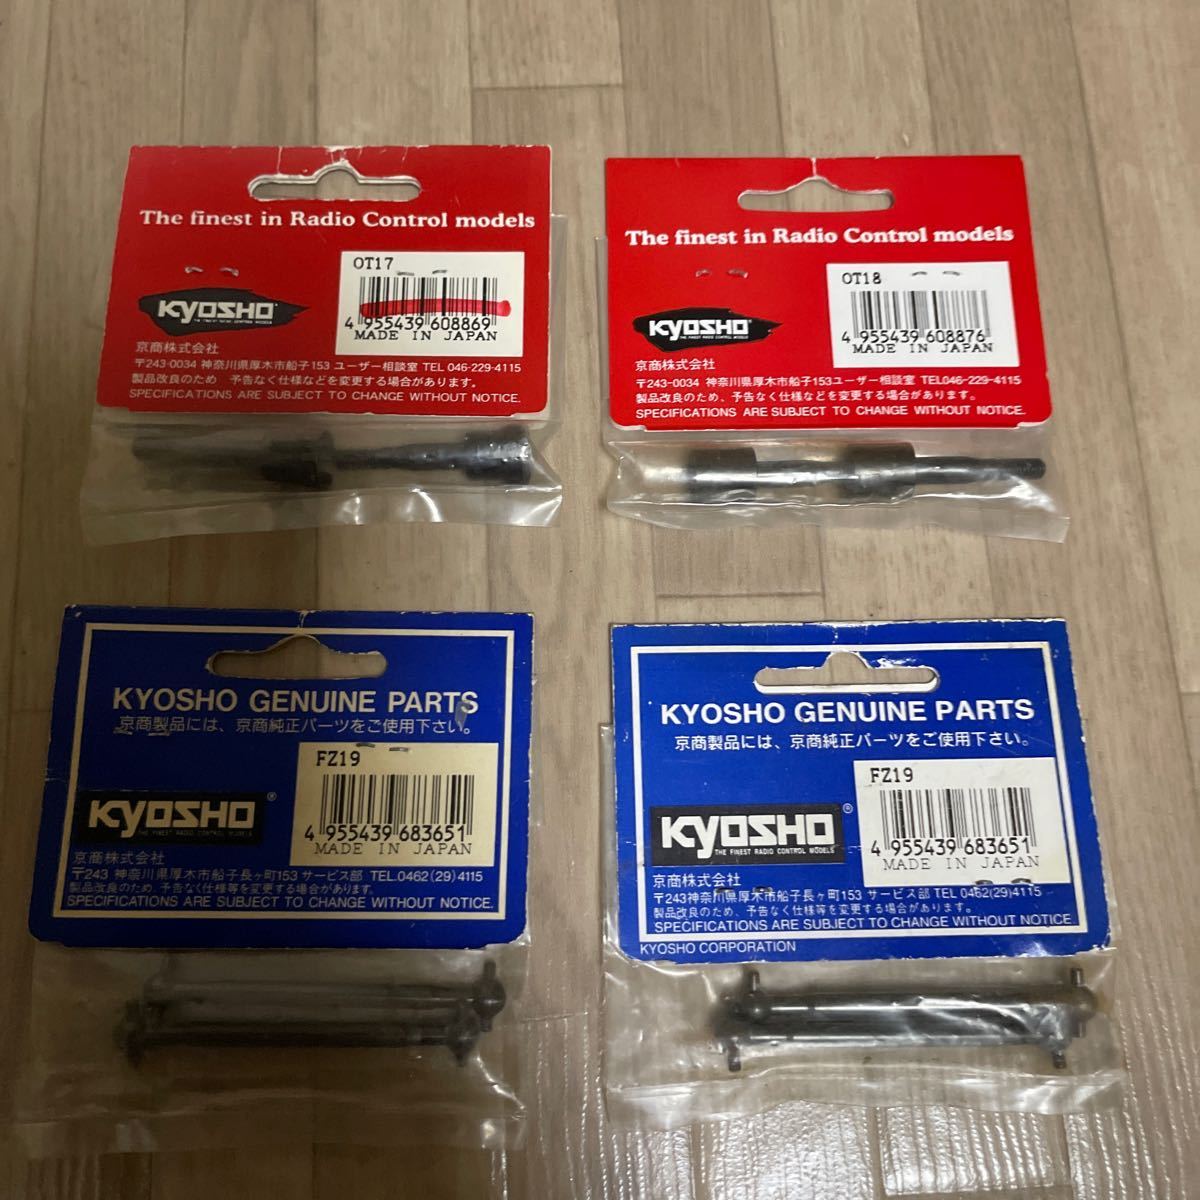 The finest in Radio Control models
OT17
KYOSHO
THE FINEST RADIO CONTROL MODELS
4 955439 608869
MADE IN JAPAN
京商株式会社
〒243-0034 神奈川県厚木市船子153 ユーザー相談室 TEL 046-229-4115
製品改良のため 予告なく仕様などを変更する場合があります。
SPECIFICATIONS ARE SUBJECT TO CHANGE WITHOUT NOTICE.
The finest in Radio Control models
OT18
KYOSHO
THE FINEST RADIO CONTROL MODELS
4 955439 608876
MADE IN JAPAN
京商株式会社
〒243-0034 神奈川県厚木市船子153ユーザー相談室 TEL046-229-4115
製品改良のため、予告なく仕様などを変更する場合があります。
SPECIFICATIONS ARE SUBJECT TO CHANGE WITHOUT NOTICE.
KYOSHO GENUINE PARTS
京商製品には、京商純正パーツをご使用下さい。
FZ19
KYOSHO®
THE FINEST RADIO CONTROL MODELS
4 955439 683651
MADE IN JAPAN
京商株式会社
〒243 神奈川県厚木市船子長ヶ町153 サービス部 TEL.0462(29)4115
製品改良のため、予告なく仕様等を変更する場合があります。
SPECIFICATIONS ARE SUBJECT TO CHANGE WITHOUT NOTICE.
KYOSHO GENUINE PARTS
京商製品には、京商純正パーツをご使用下さい。
FZ19
KYOSHO®
THE FINEST RADIO CONTROL MODELS
4 955439 683651
MADE IN JAPAN
京商株式会社
〒243神奈川県厚木市船子長ヶ町153 サービス部 TEL.0462(29)4115
製品改良のため、予告なく仕様等を変更する場合があります。
SPECIFICATIONS ARE SUBJECT TO CHANGE WITHOUT NOTICE.
KYOSHO CORPORATION